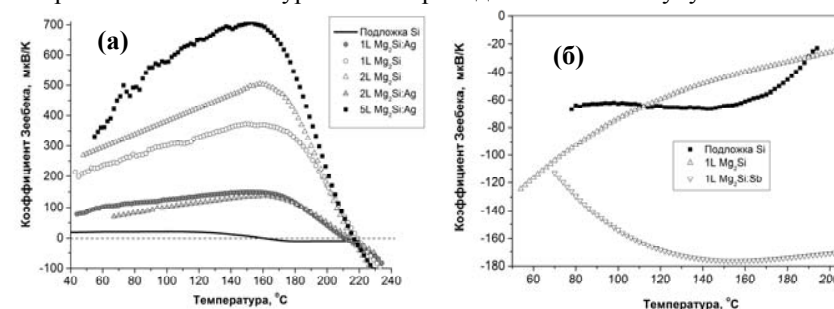 (а)
Коэффициент Зеебека, мкВ/К
700
600
500
400
300
200
100
0
-100
Подложка Si
1L Mg2Si:Ag
1L Mg2Si
2L Mg2Si
2L Mg2Si:Ag
5L Mg2Si:Ag
40 60 80 100 120 140 160 180 200 220 240
Температура, °С
(б)
Коэффициент Зеебека, мкВ/К
0
-20
-40
-60
-80
-100
-120
-140
-160
-180
Подложка Si
1L Mg2Si
1L Mg2Si:Sb
60 80 100 120 140 160 180 200
Температура, °С